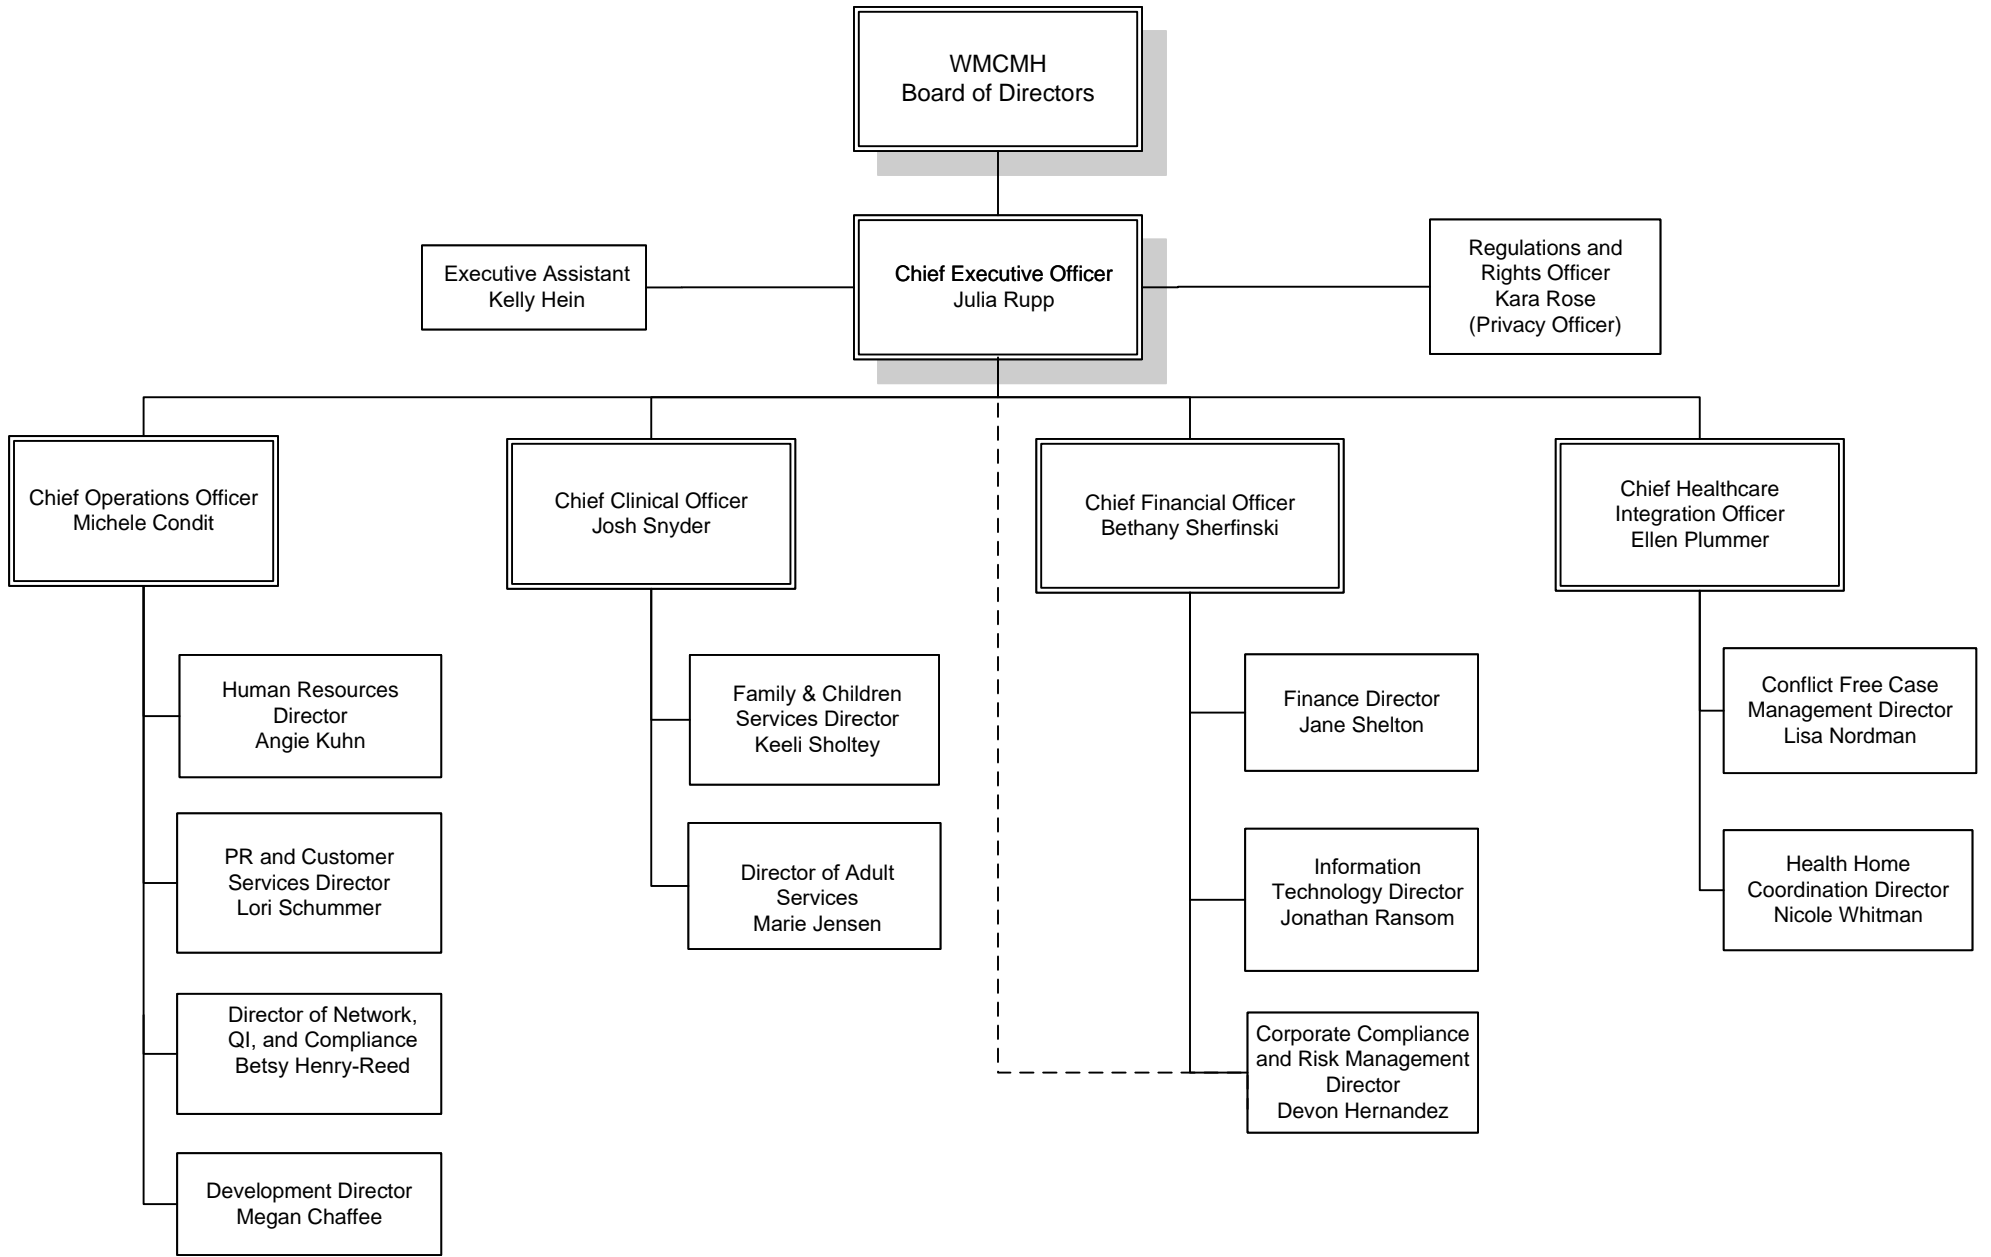 WMCMH
Board of Directors
Executive Assistant
Kelly Hein
Chief Executive Officer
Julia Rupp
Regulations and
Rights Officer
Kara Rose
(Privacy Officer)
Chief Operations Officer
Michele Condit
Chief Clinical Officer
Josh Snyder
Chief Financial Officer
Bethany Sherfinski
Chief Healthcare
Integration Officer
Ellen Plummer
Human Resources
Director
Angie Kuhn
PR and Customer
Services Director
Lori Schummer
Director of Network,
QI, and Compliance
Betsy Henry-Reed
Development Director
Megan Chaffee
Family & Children
Services Director
Keeli Sholtey
Director of Adult
Services
Marie Jensen
Finance Director
Jane Shelton
Information
Technology Director
Jonathan Ransom
Corporate Compliance
and Risk Management
Director
Devon Hernandez
Conflict Free Case
Management Director
Lisa Nordman
Health Home
Coordination Director
Nicole Whitman